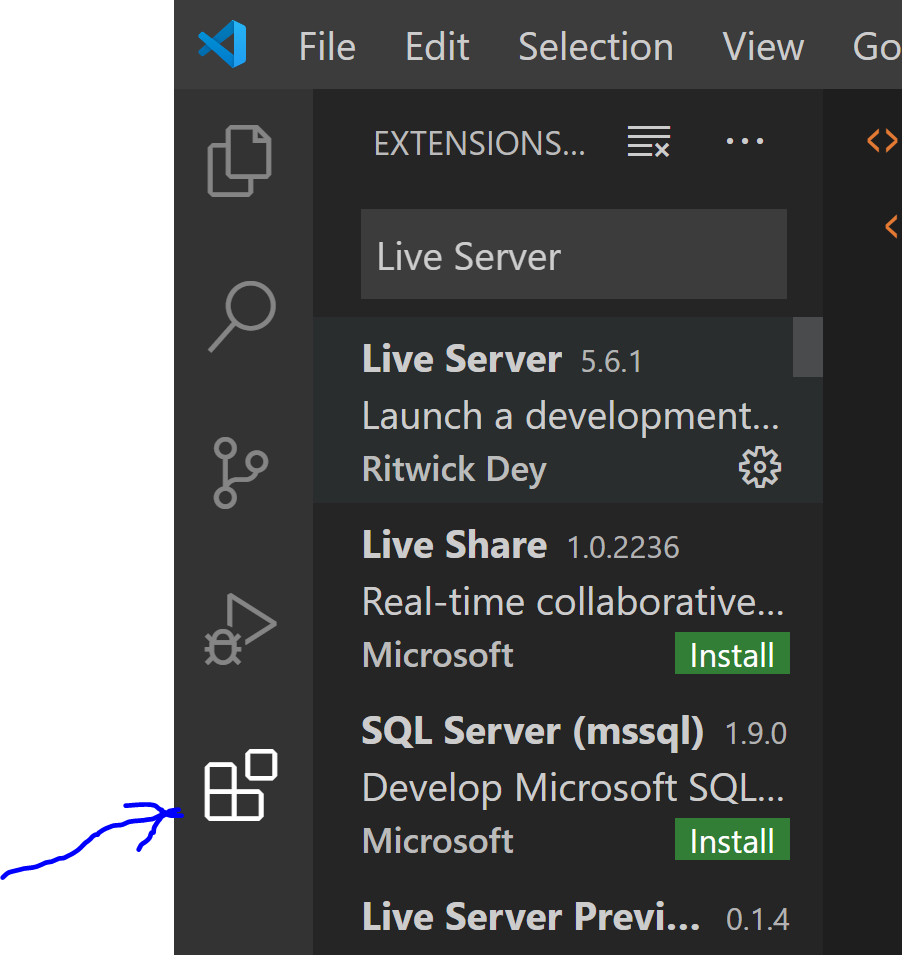 File Edit Selection View Go
EXTENSIONS...
Live Server
Live Server 5.6.1
Launch a development...
Ritwick Dey
Live Share 1.0.2236
Real-time collaborative...
Microsoft Install
SQL Server (mssql) 1.9.0
Develop Microsoft SQL...
Microsoft Install
Live Server Previ... 0.1.4